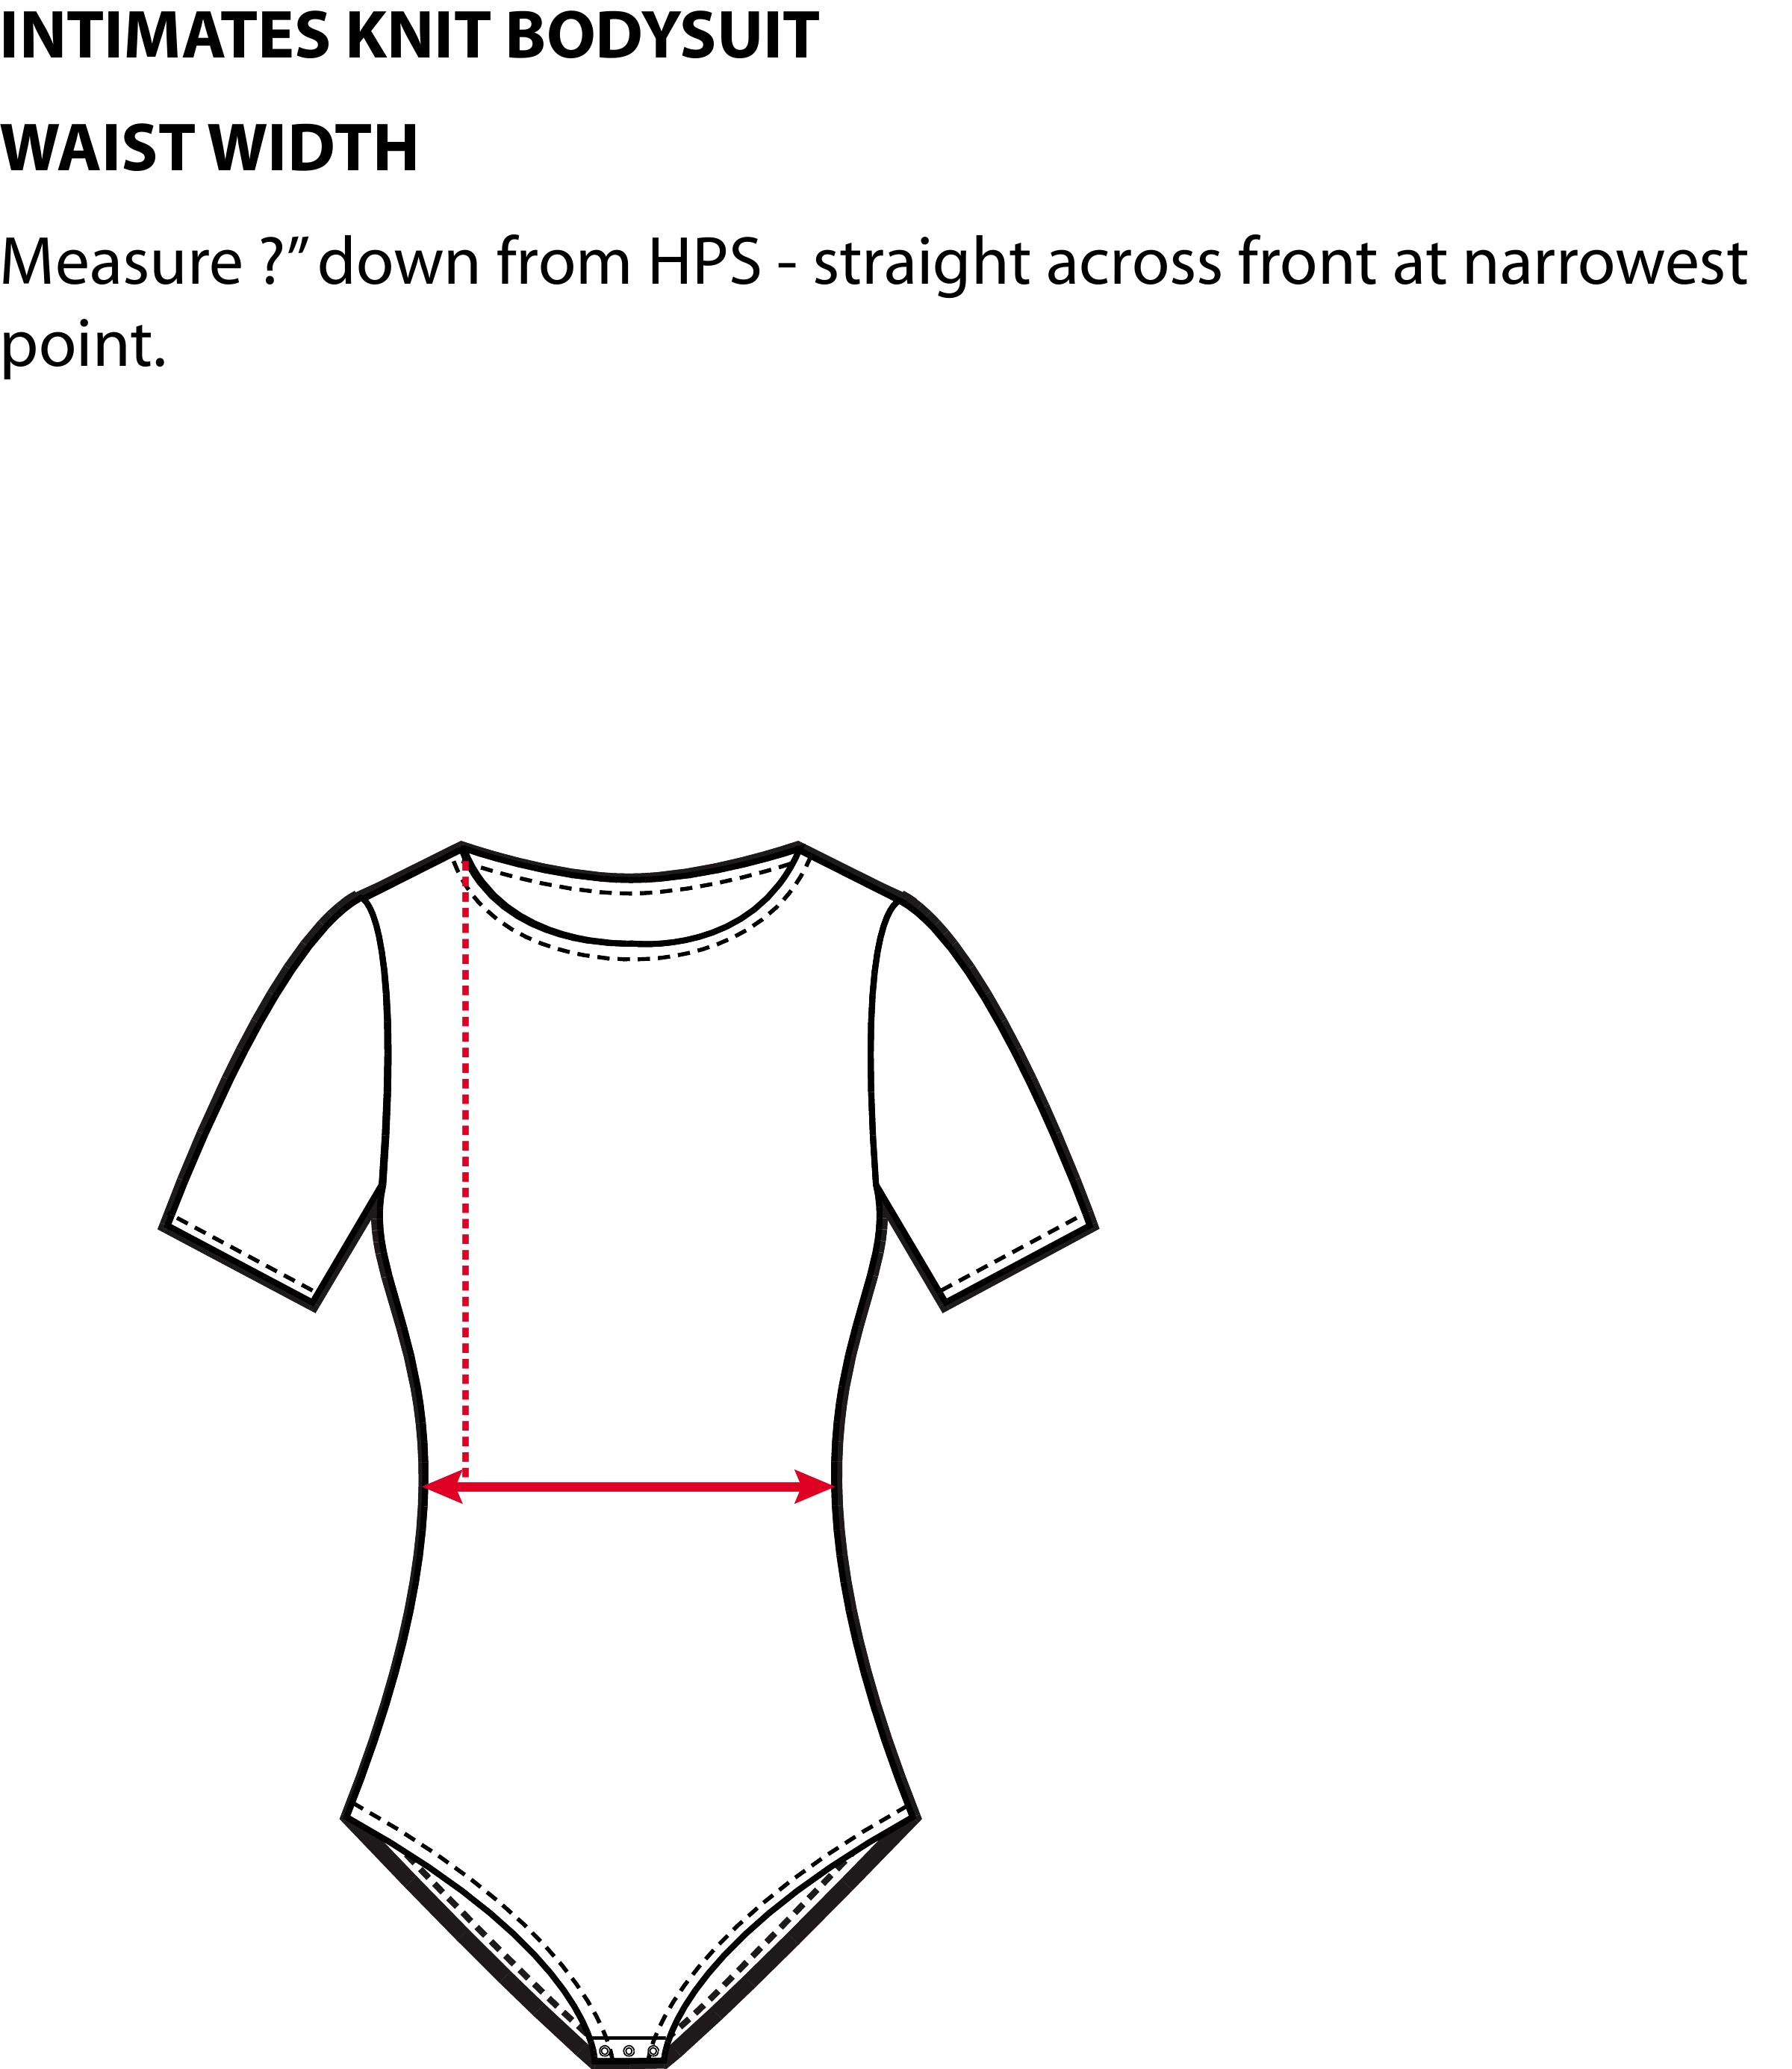 INTIMATES KNIT BODYSUIT
WAIST WIDTH
Measure ?” down from HPS - straight across front at narrowest
point.